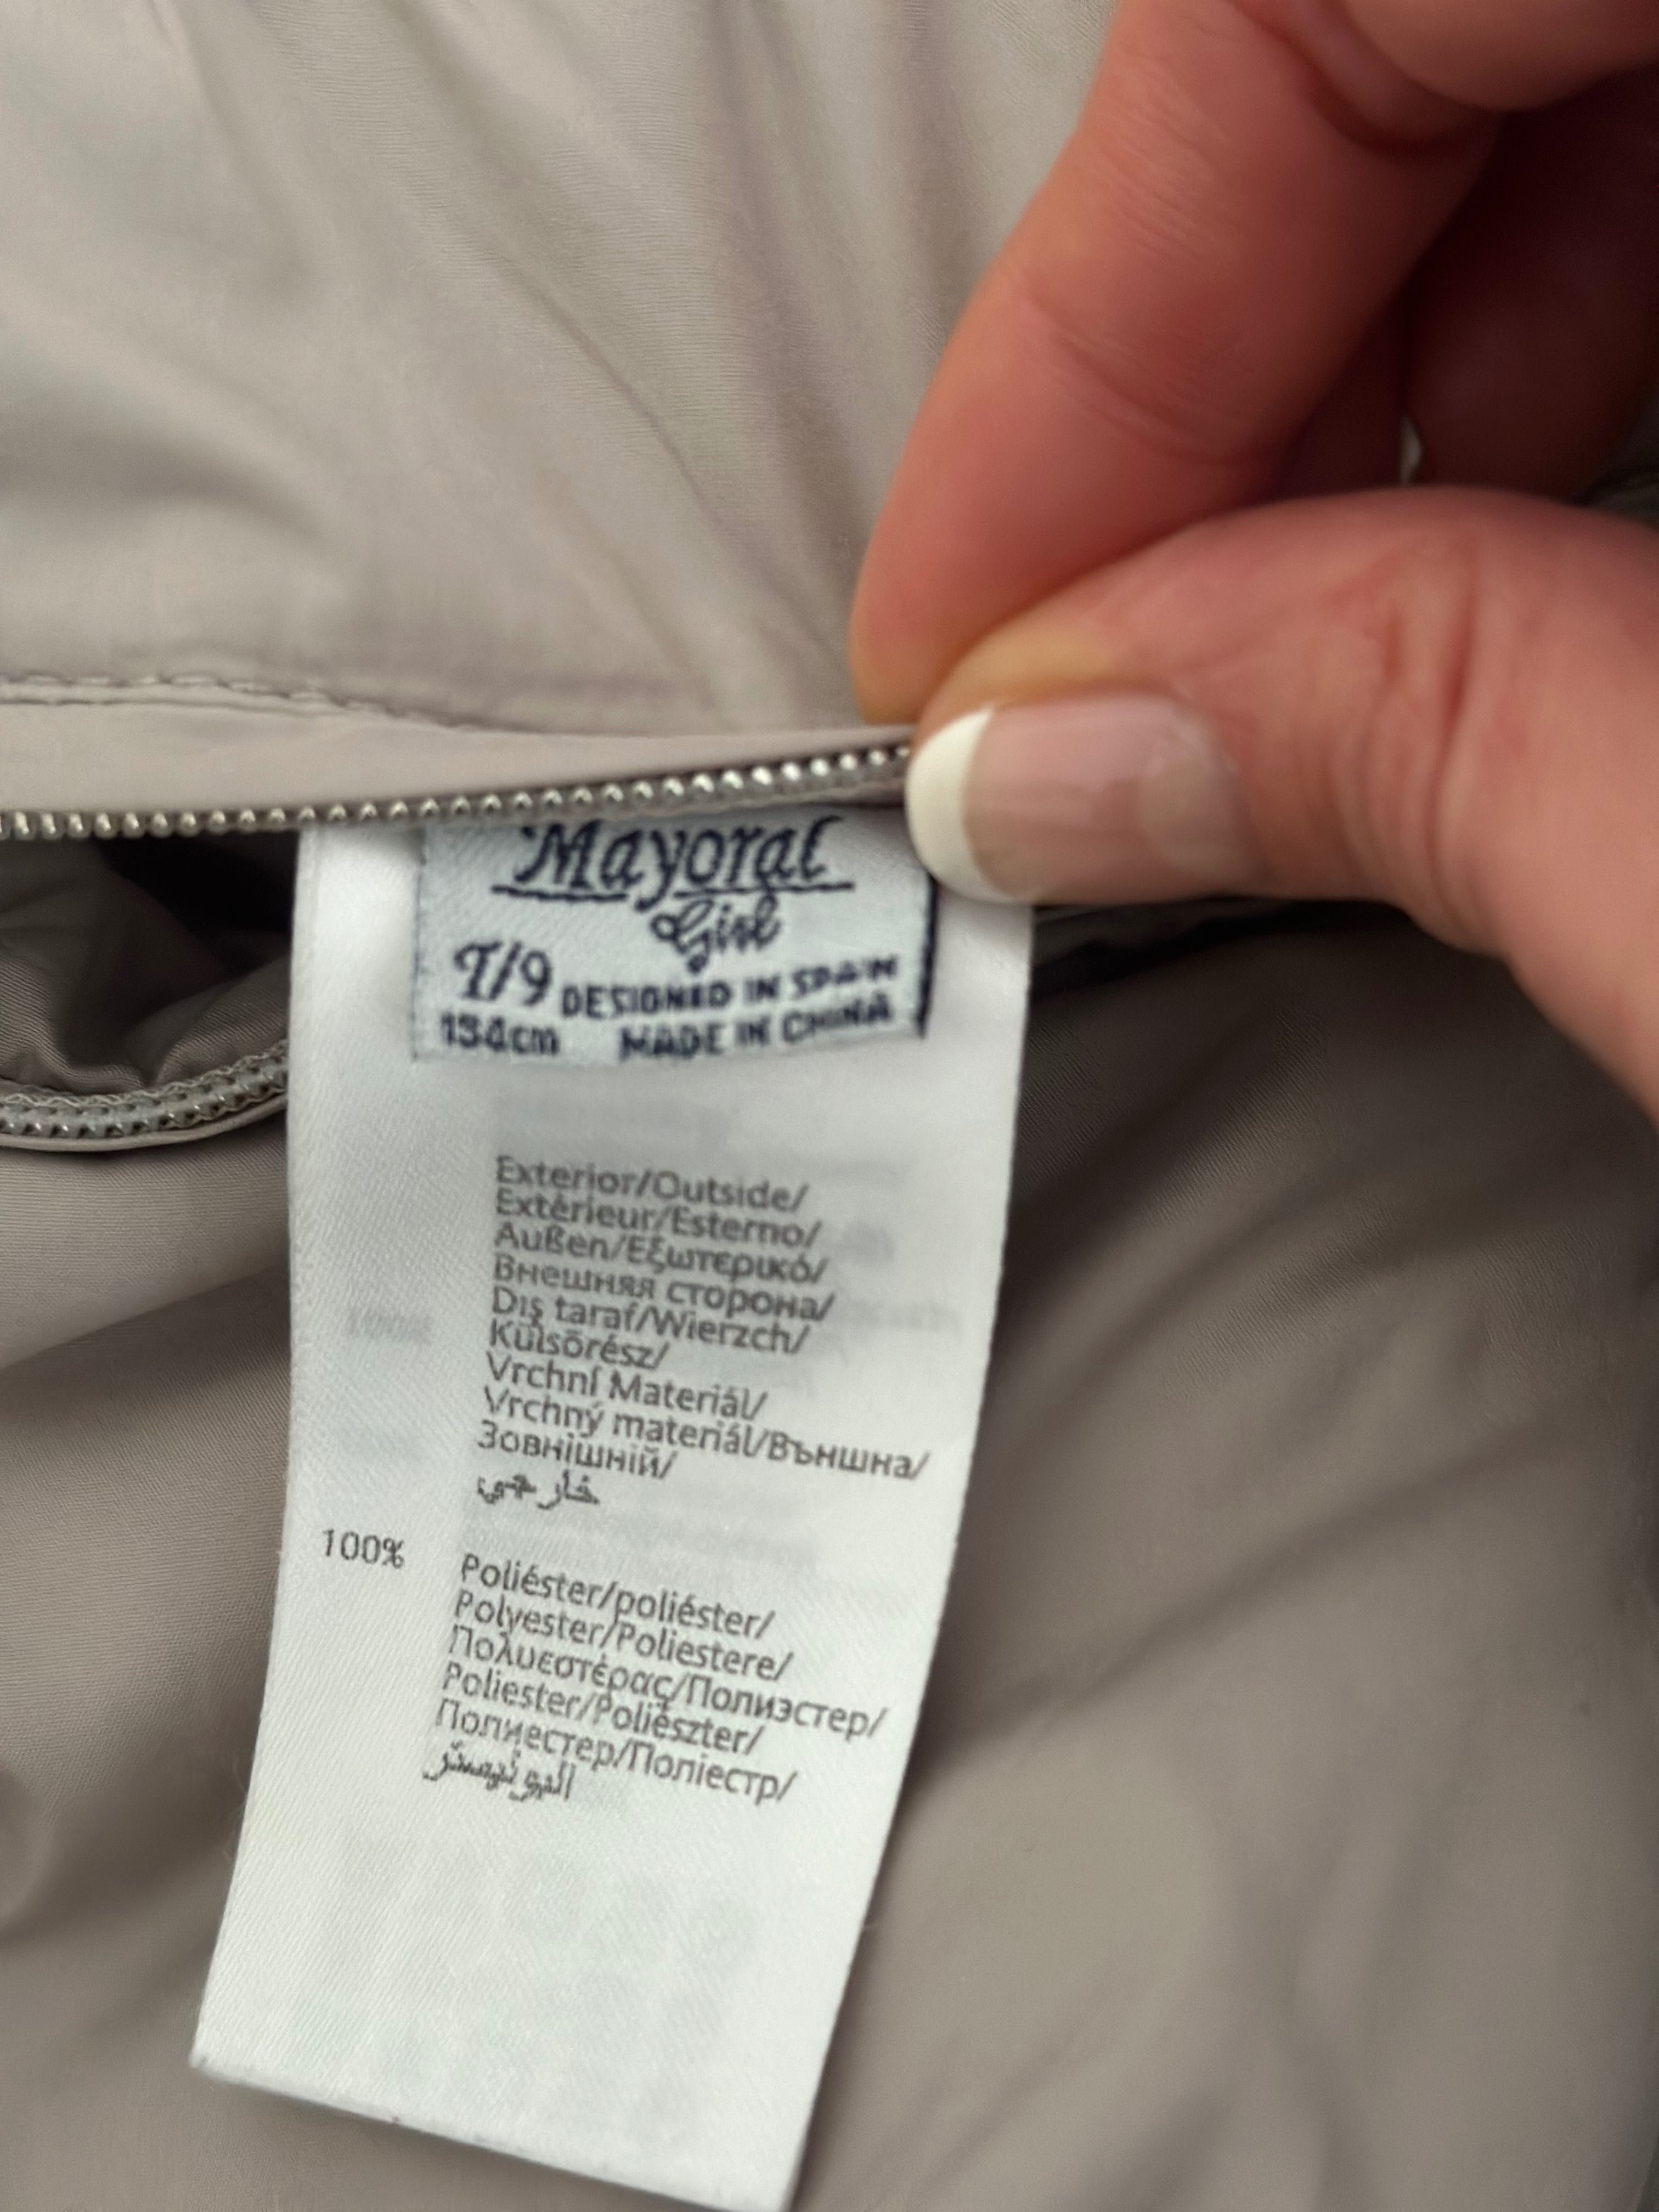 Mayoral
Girl
T/9 DESIGNED IN SPAIN
134cm MADE IN CHINA
Exterior/Outside/
Extérieur/Esterno/
Außen/Εξωτερικό/
Внешняя сторона/
Dış taraf/Wierzch/
Külsőrész/
Vrchní Materiál/
Vrchný materiál/Външна/
Зовнішній/
خارجي
100% Poliéster/poliéster/
Polyester/Poliestere/
Πολυεστέρας/Полиэстер/
Poliester/Poliészter/
Полиестер/Поліестр/
البوليستر